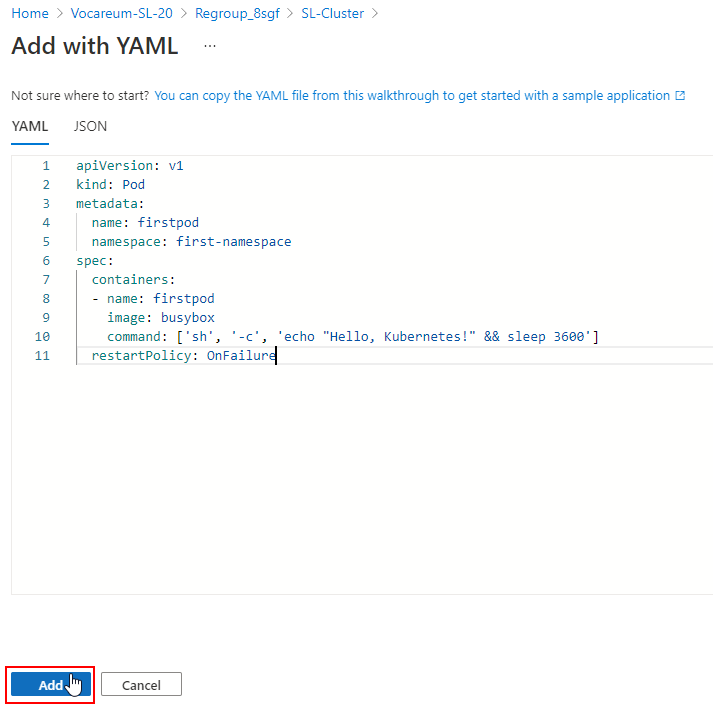 Home > Vocareum-SL-20 > Regroup_8sgf > SL-Cluster >
Add with YAML ...
Not sure where to start? You can copy the YAML file from this walkthrough to get started with a sample application
YAML JSON
1 apiVersion: v1
2 kind: Pod
3 metadata:
4 name: firstpod
5 namespace: first-namespace
6 spec:
7 containers:
8 - name: firstpod
9 image: busybox
10 command: ['sh', '-c', 'echo "Hello, Kubernetes!" && sleep 3600']
11 restartPolicy: OnFailure
Add Cancel